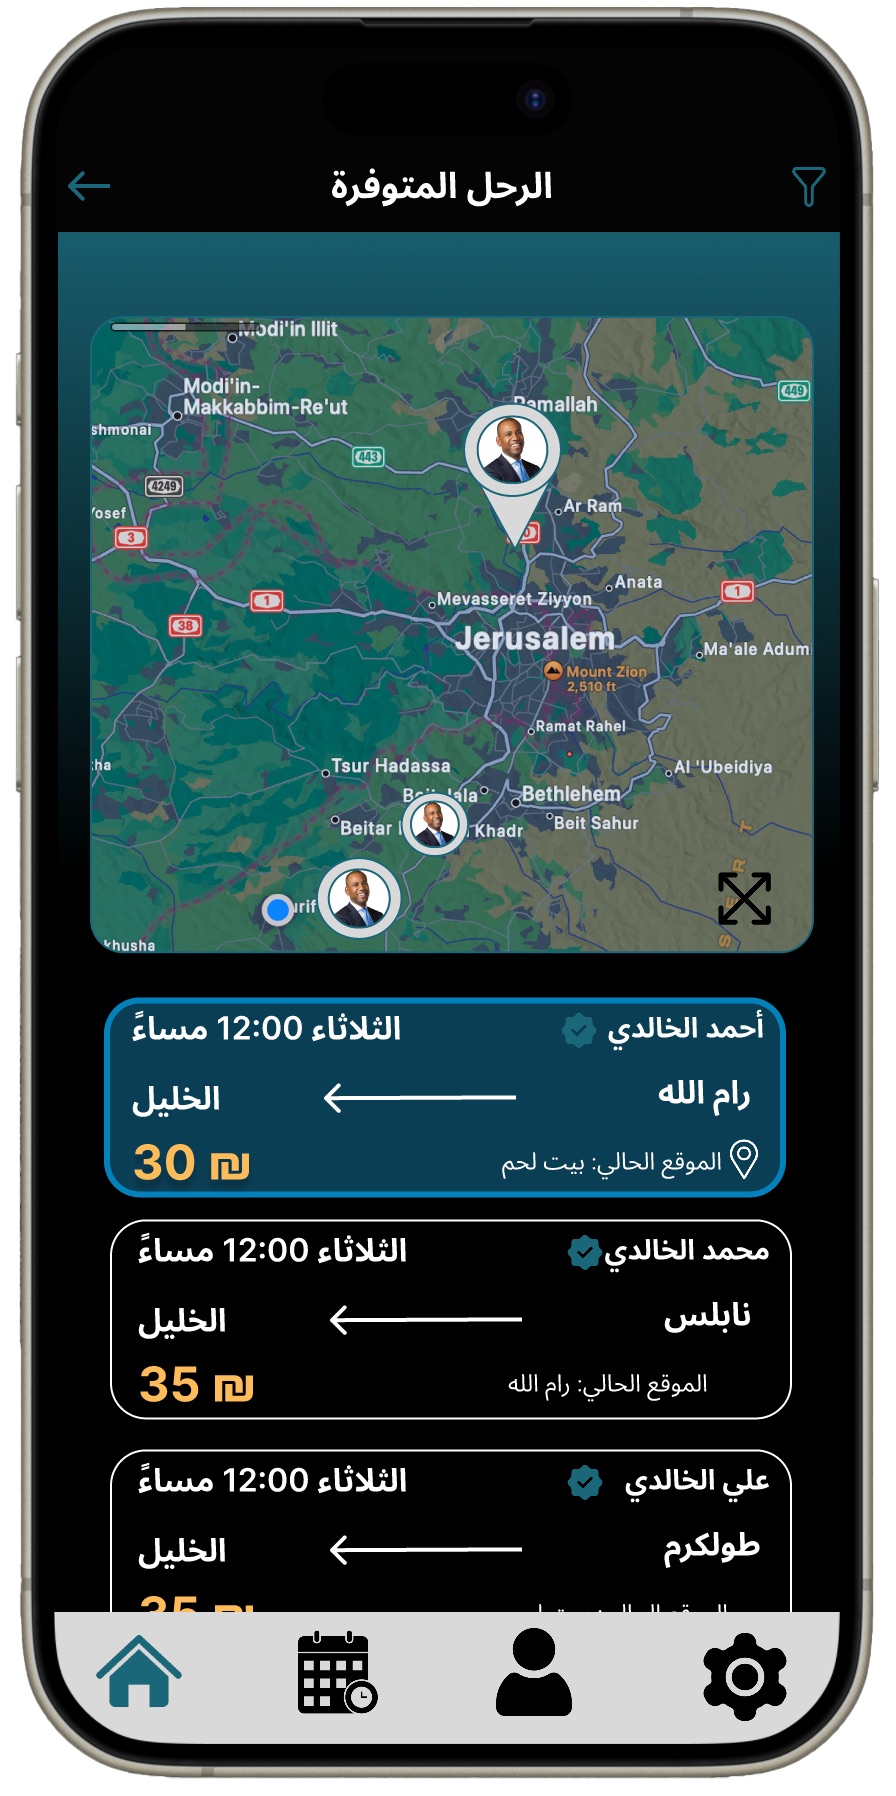 الرحل المتوفرة
Modi'in Illit
Modi'in-
Makkabbim-Re'ut
449
Ramallah
shmonai
443
4249
Ar Ram
Yosef
3
1
Anata
1
Mevasseret Ziyyon
38
Jerusalem
Ma'ale Adum
Mount Zion
2,510 ft
Ramat Rahel
Tsur Hadassa
Al 'Ubeidiya
Bethlehem
Beitar
Khadr
Beit Sahur
urif
khusha
أحمد الخالدي
الثلاثاء 12:00 مساءً
رام الله
الخليل
الموقع الحالي: بيت لحم
30 ₪
محمد الخالدي
الثلاثاء 12:00 مساءً
نابلس
الخليل
الموقع الحالي: رام الله
35 ₪
علي الخالدي
الثلاثاء 12:00 مساءً
طولكرم
الخليل
35 ₪